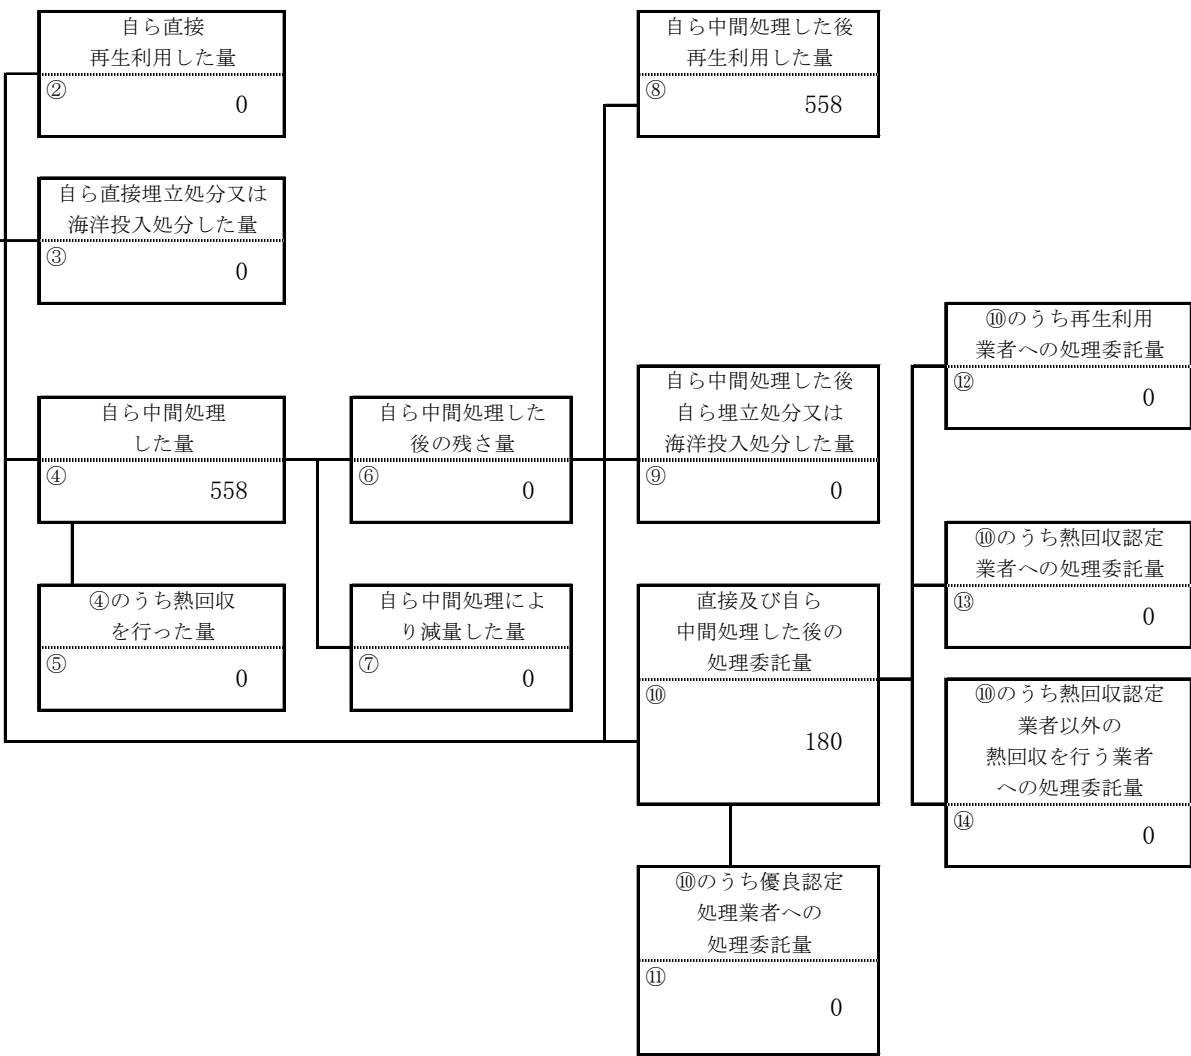 自ら直接
再生利用した量
②
0
自ら中間処理した後
再生利用した量
⑧
558
自ら直接埋立処分又は
海洋投入処分した量
③
0
⑩のうち再生利用
業者への処理委託量
⑫
0
自ら中間処理
した量
④
558
自ら中間処理した
後の残さ量
⑥
0
自ら中間処理した後
自ら埋立処分又は
海洋投入処分した量
⑨
0
⑩のうち熱回収認定
業者への処理委託量
⑬
0
④のうち熱回収
を行った量
⑤
0
自ら中間処理によ
り減量した量
⑦
0
直接及び自ら
中間処理した後の
処理委託量
⑩
180
⑩のうち熱回収認定
業者以外の
熱回収を行う業者
への処理委託量
⑭
0
⑩のうち優良認定
処理業者への
処理委託量
⑪
0